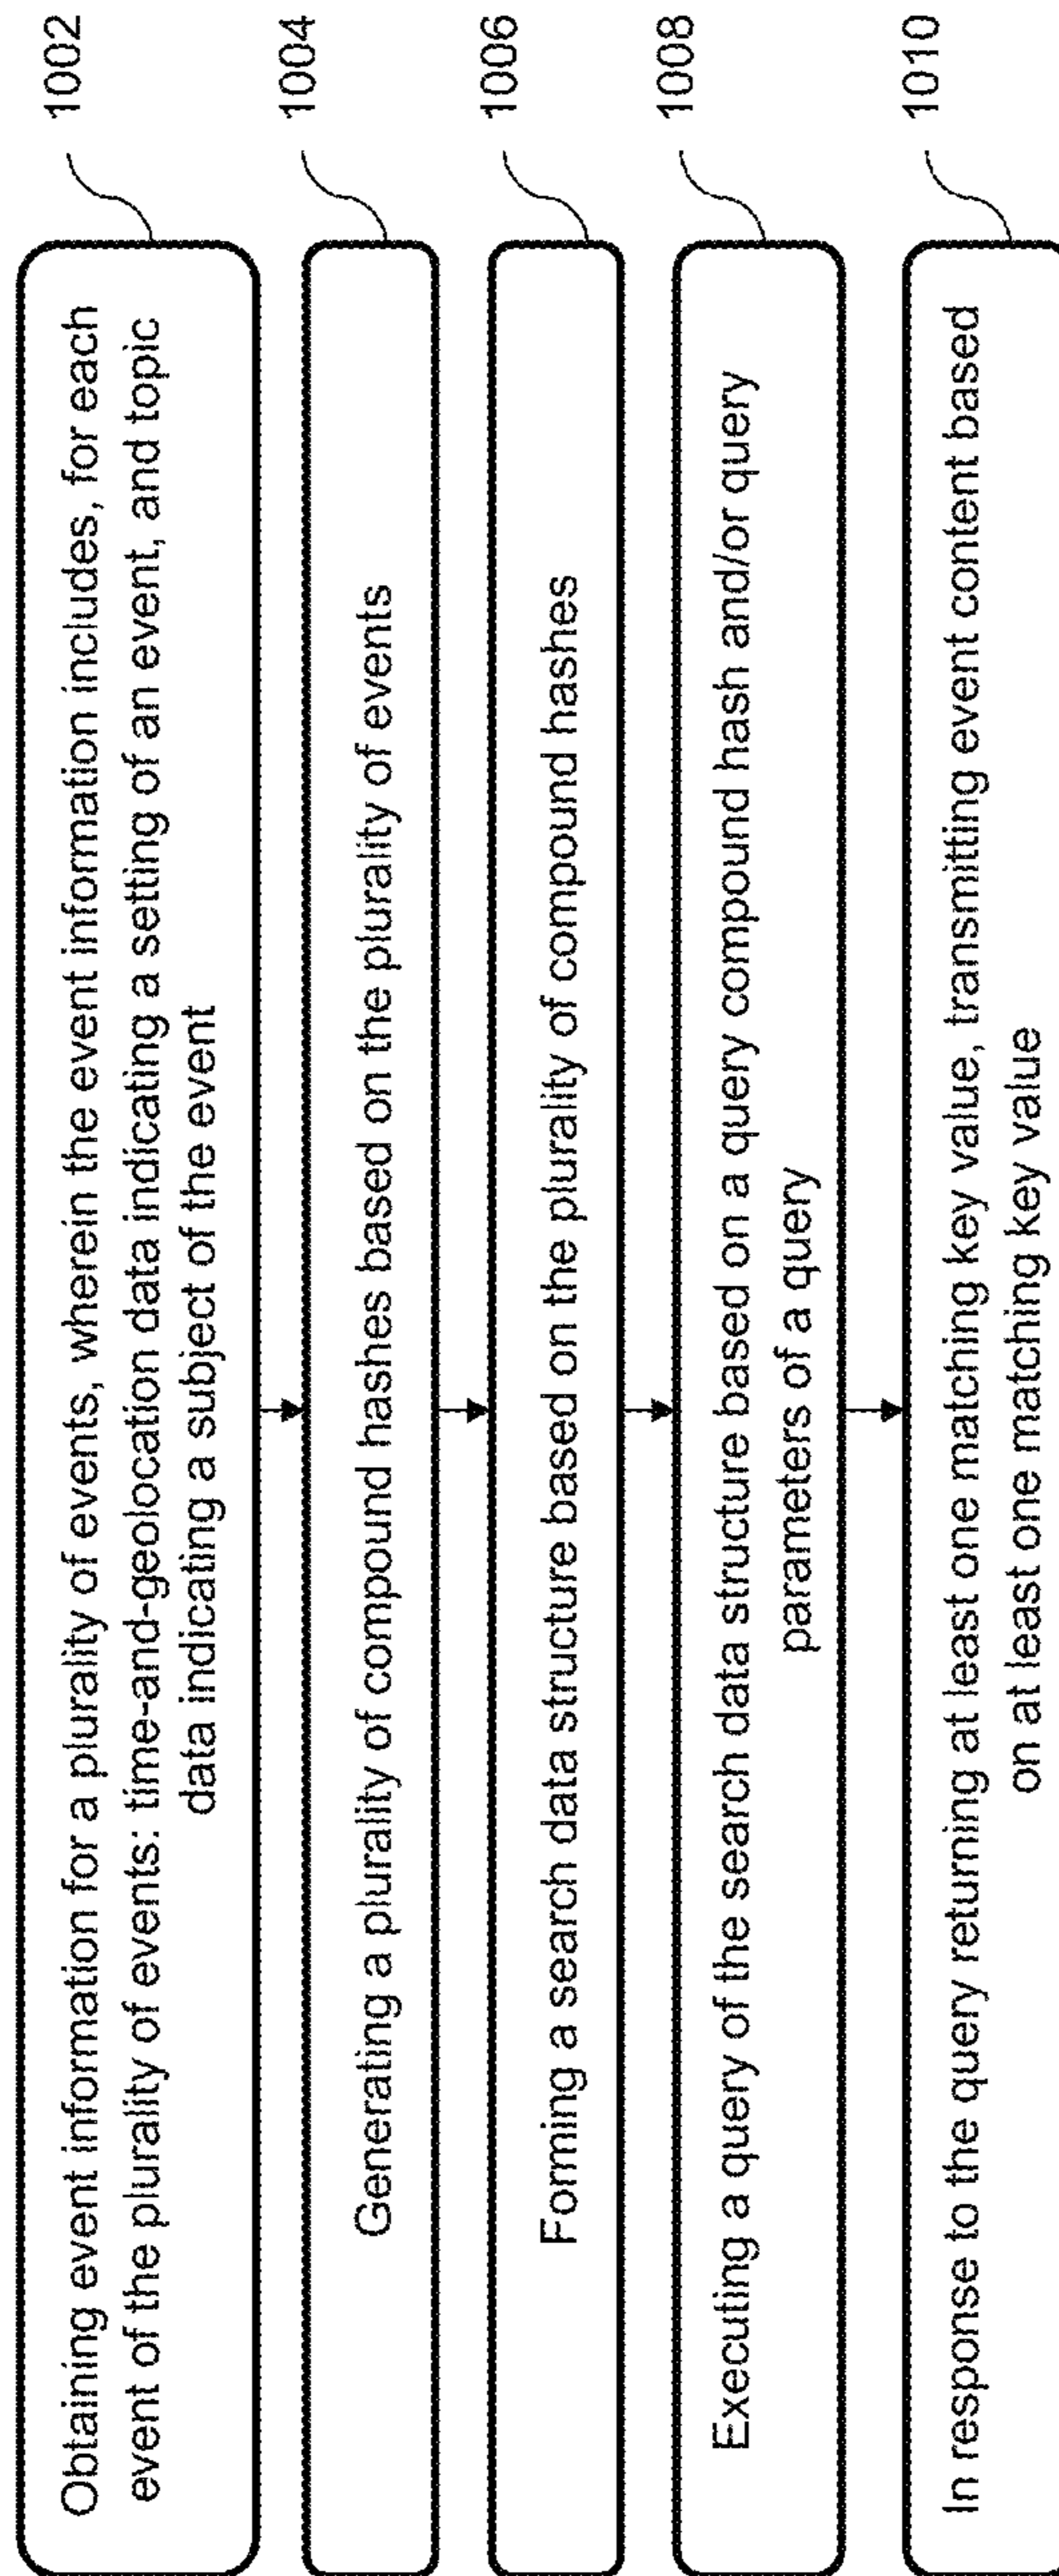 1002
Obtaining event information for a plurality of events, wherein the event information includes, for each
event of the plurality of events: time-and-geolocation data indicating a setting of an event, and topic
data indicating a subject of the event
1004
Generating a plurality of compound hashes based on the plurality of events
1006
Forming a search data structure based on the plurality of compound hashes
1008
Executing a query of the search data structure based on a query compound hash and/or query
parameters of a query
1010
In response to the query returning at least one matching key value, transmitting event content based
on at least one matching key value